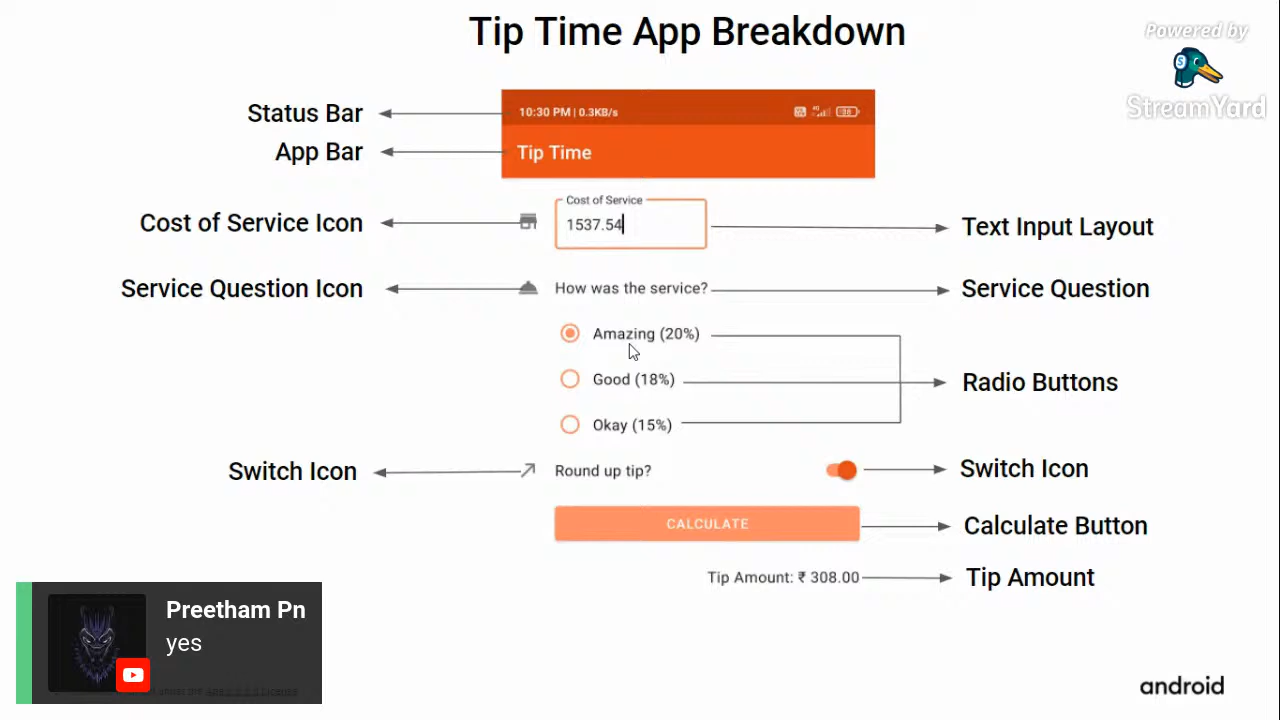 Tip Time App Breakdown
Powered by
StreamYard
Status Bar
10:30 PM | 0.3KB/s
App Bar
Tip Time
Cost of Service
Cost of Service Icon
1537.54
Text Input Layout
Service Question Icon
How was the service?
Service Question
Amazing (20%)
Good (18%)
Radio Buttons
Okay (15%)
Switch Icon
Round up tip?
Switch Icon
CALCULATE
Calculate Button
Tip Amount: ₹ 308.00
Tip Amount
Preetham Pn
yes
android